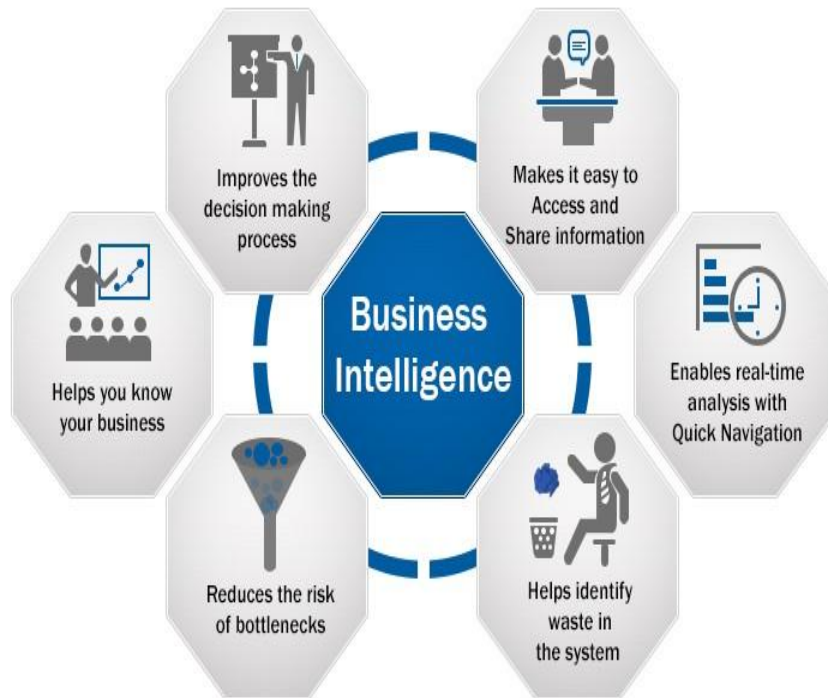 Improves the
decision making
process
Makes it easy to
Access and
Share information
Helps you know
your business
Business
Intelligence
Enables real-time
analysis with
Quick Navigation
Reduces the risk
of bottlenecks
Helps identify
waste in
the system